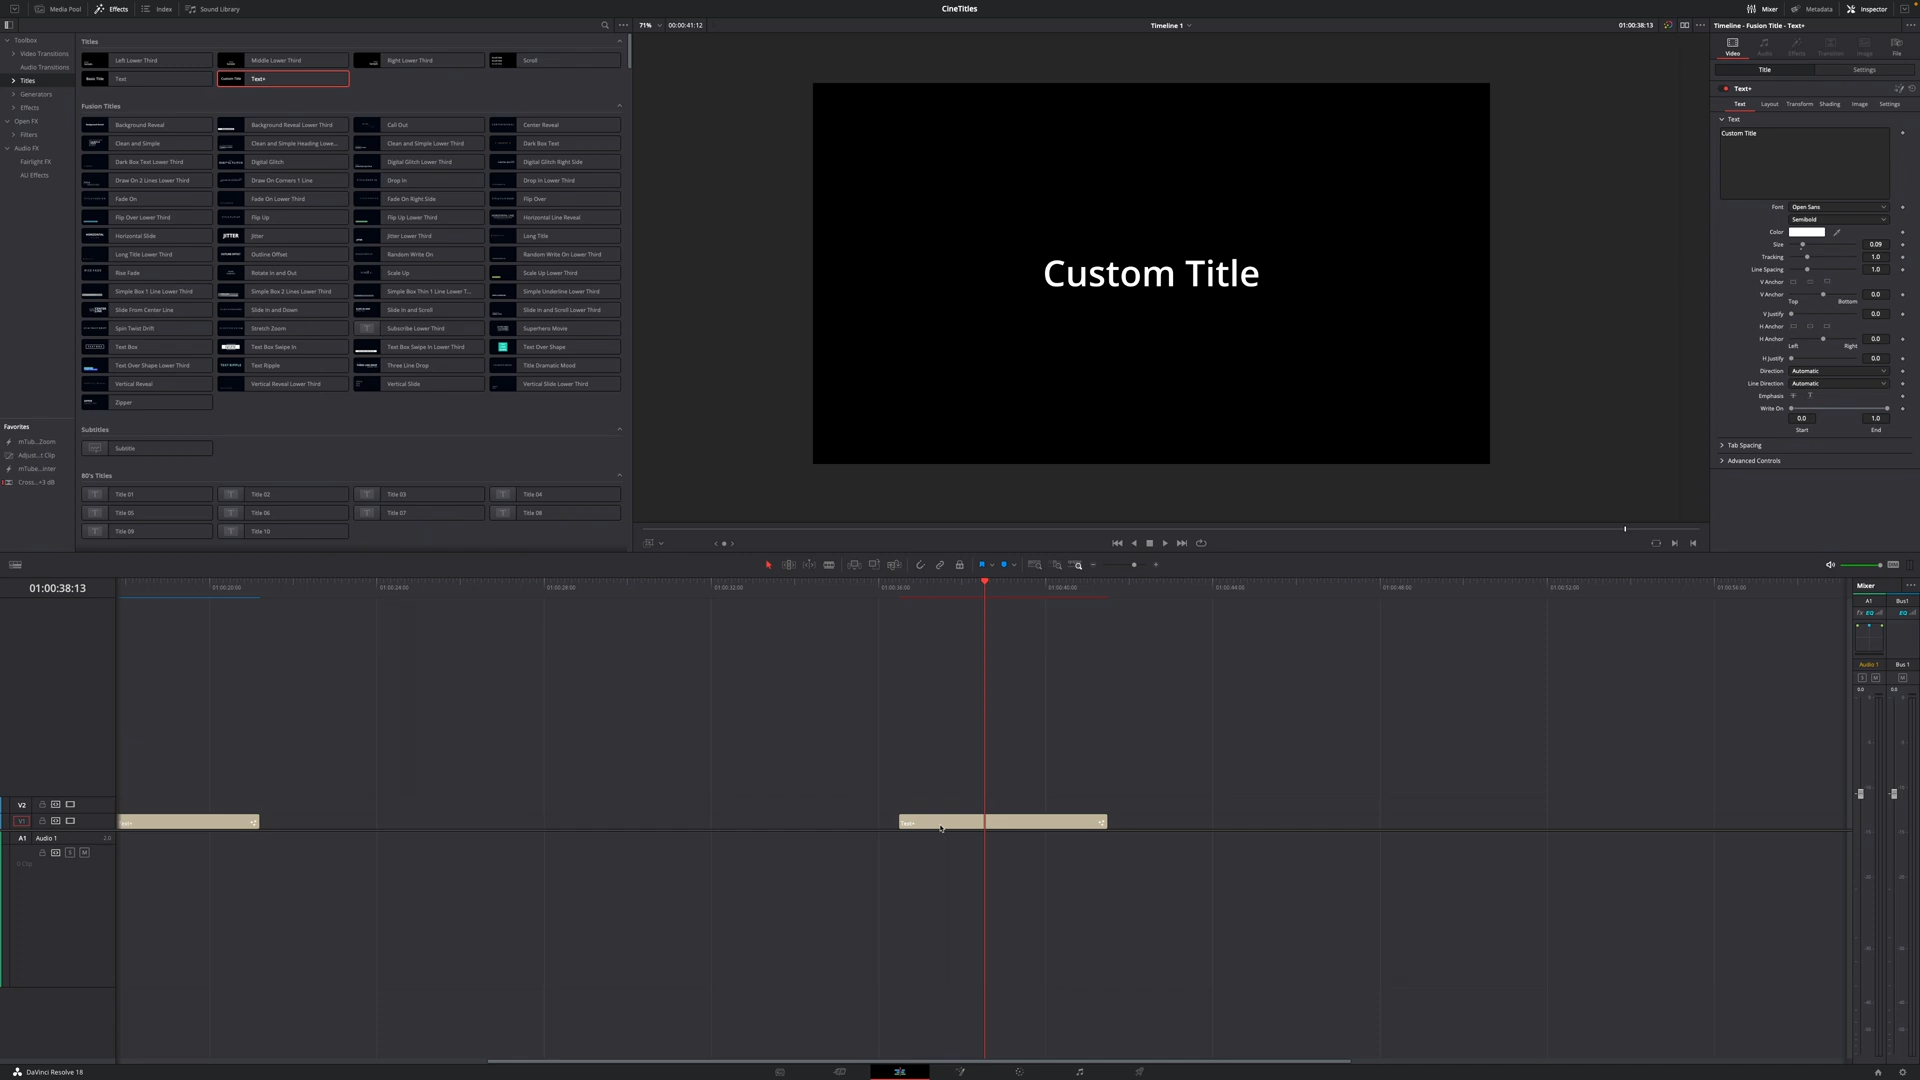 Media Pool
Effects
Index
Sound Library
CineTitles
Mixer
Metadata
Inspector
71%
00:00:41:12
Timeline 1
01:00:38:13
Timeline - Fusion Title - Text+
Toolbox
Video Transitions
Audio Transitions
Titles
Generators
Effects
Open FX
Filters
Audio FX
Fairlight FX
AU Effects
Favorites
mTub...Zoom
Adjust...t Clip
mTube...inter
Cross...+3 dB
Titles
Left Lower Third
Middle Lower Third
Right Lower Third
Scroll
Basic Title Text
Custom Title Text+
Fusion Titles
Background Reveal
Background Reveal Lower Third
Call Out
Center Reveal
Clean and Simple
Clean and Simple Heading Lowe...
Clean and Simple Lower Third
Dark Box Text
Dark Box Text Lower Third
Digital Glitch
Digital Glitch Lower Third
Digital Glitch Right Side
Draw On 2 Lines Lower Third
Draw On Corners 1 Line
Drop In
Drop In Lower Third
Fade On
Fade On Lower Third
Fade On Right Side
Flip Over
Flip Over Lower Third
Flip Up
Flip Up Lower Third
Horizontal Line Reveal
Horizontal Slide
JITTER Jitter
Jitter Lower Third
Long Title
Long Title Lower Third
Outline Offset
Random Write On
Random Write On Lower Third
Rise Fade
Rotate In and Out
Scale Up
Scale Up Lower Third
Simple Box 1 Line Lower Third
Simple Box 2 Lines Lower Third
Simple Box Thin 1 Line Lower T...
Simple Underline Lower Third
Slide From Center Line
Slide In and Down
Slide In and Scroll
Slide In and Scroll Lower Third
Spin Twist Drift
Stretch Zoom
Subscribe Lower Third
Superhero Movie
Text Box
Text Box Swipe In
Text Box Swipe In Lower Third
Text Over Shape
Text Over Shape Lower Third
Text Ripple
Three Line Drop
Title Dramatic Mood
Vertical Reveal
Vertical Reveal Lower Third
Vertical Slide
Vertical Slide Lower Third
Zipper
Subtitles
Subtitle
80's Titles
Title 01
Title 02
Title 03
Title 04
Title 05
Title 06
Title 07
Title 08
Title 09
Title 10
Custom Title
Video
Audio
Effects
Transition
Image
File
Title
Settings
Text+
Text
Layout
Transform
Shading
Image
Settings
Text
Custom Title
Font Open Sans
Semibold
Color
Size 0.09
Tracking 1.0
Line Spacing 1.0
V Anchor
V Anchor 0.0
Top Bottom
V Justify 0.0
H Anchor
H Anchor 0.0
Left Right
H Justify 0.0
Direction Automatic
Line Direction Automatic
Emphasis
Write On
0.0 1.0
Start End
Tab Spacing
Advanced Controls
01:00:38:13
01:00:20:00
01:00:24:00
01:00:28:00
01:00:32:00
01:00:36:00
01:00:40:00
01:00:44:00
01:00:48:00
01:00:52:00
01:00:56:00
V2
V1
Text+
Text+
A1 Audio 1 2.0
S M
0 Clip
DIM
Mixer
A1 Bus1
FX EQ
EQ
Audio 1 Bus 1
S M
M
0.0 0.0
DaVinci Resolve 18